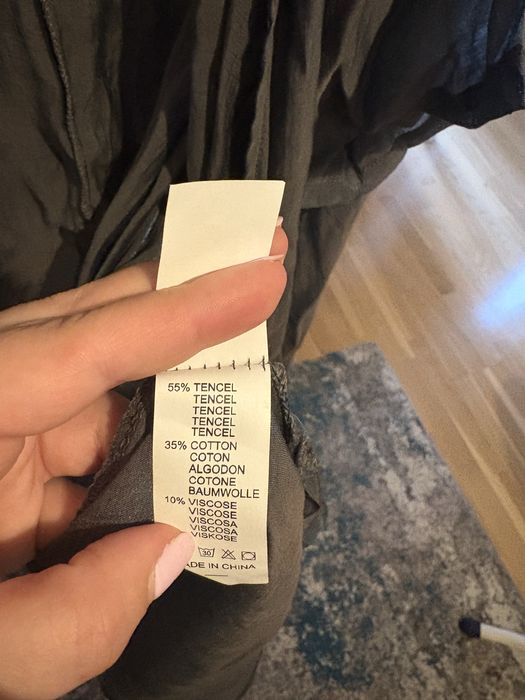 55% TENCEL
TENCEL
TENCEL
TENCEL
TENCEL
35% COTTON
COTON
ALGODON
COTONE
BAUMWOLLE
10% VISCOSE
VISCOSE
VISCOSA
VISCOSA
VISKOSE
30
ADE IN CHINA